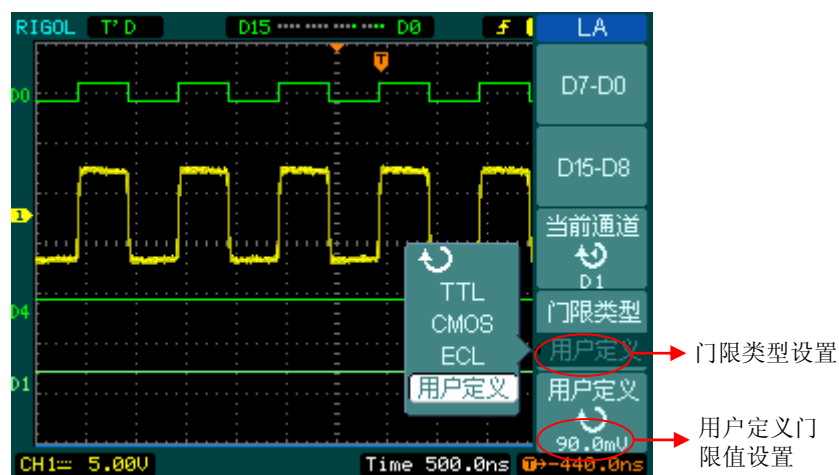 RIGOL T'D D15 D0 LA
D0
D7-D0
D15-D8
1
当前通道
D1
TTL
CMOS
ECL
用户定义
D4
门限类型
用户定义
D1
用户定义
90.0mV
CH1 5.00V Time 500.0ns T→-440.0ns
门限类型设置
用户定义门
限值设置